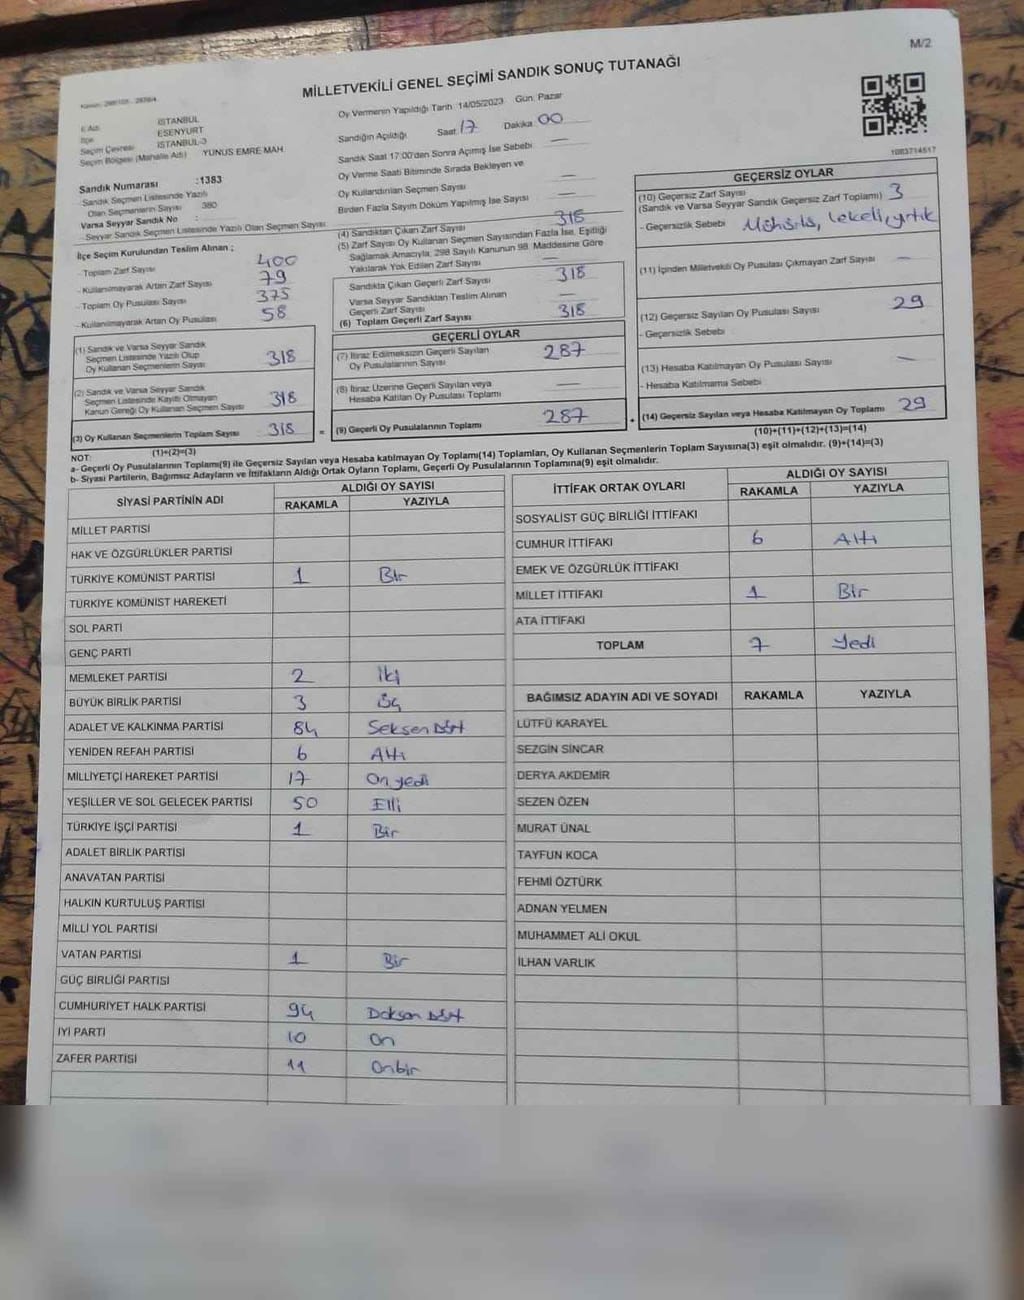 M/2
MİLLETVEKİLİ GENEL SEÇİMİ SANDIK SONUÇ TUTANAĞI
İl Adı İSTANBUL
İlçe ESENYURT
Seçim Çevresi İSTANBUL-3
Seçim Bölgesi (Mahalle Adı) YUNUS EMRE MAH.
Sandık Numarası :1383
Sandık Seçmen Listesinde Yazılı
Olan Seçmenlerin Sayısı 380
Varsa Seyyar Sandık No :
Seyyar Sandık Seçmen Listesinde Yazılı Olan Seçmen Sayısı
İlçe Seçim Kurulundan Teslim Alınan ;
- Toplam Zarf Sayısı 400
- Kullanılmayarak Artan Zarf Sayısı 79
- Toplam Oy Pusulası Sayısı 375
- Kullanılmayarak Artan Oy Pusulası 58
(1) Sandık ve Varsa Seyyar Sandık
Seçmen Listesinde Yazılı Olup
Oy Kullanan Seçmenlerin Sayısı 318
(2) Sandık ve Varsa Seyyar Sandık
Seçmen Listesinde Kayıtlı Olmayan
Kanun Gereği Oy Kullanan Seçmen Sayısı 318
(3) Oy Kullanan Seçmenlerin Toplam Sayısı 318 =
(1)+(2)=(3)
Oy Vermenin Yapıldığı Tarih 14/05/2023 Gün: Pazar
Sandığın Açıldığı Saat 17 Dakika 00
Sandık Saat 17:00'den Sonra Açımış İse Sebebi —
Oy Verme Saati Bitiminde Sırada Bekleyen ve
Oy Kullandırılan Seçmen Sayısı —
Birden Fazla Sayım Döküm Yapılmış İse Sayısı —
(4) Sandıktan Çıkan Zarf Sayısı 318
(5) Zarf Sayısı Oy Kullanan Seçmen Sayısından Fazla İse, Eşitliği
Sağlamak Amacıyla, 298 Sayılı Kanunun 98. Maddesine Göre
Yakılarak Yok Edilen Zarf Sayısı —
Sandıkta Çıkan Geçerli Zarf Sayısı 318
Varsa Seyyar Sandıktan Teslim Alınan
Geçerli Zarf Sayısı —
(6) Toplam Geçerli Zarf Sayısı 318
GEÇERLİ OYLAR
(7) İtiraz Edilmeksizin Geçerli Sayılan
Oy Pusulalarının Sayısı 287
(8) İtiraz Üzerine Geçerli Sayılan veya
Hesaba Katılan Oy Pusulası Toplamı —
(9) Geçerli Oy Pusulalarının Toplamı 287 +
1083714517
GEÇERSİZ OYLAR
(10) Geçersiz Zarf Sayısı 3
(Sandık ve Varsa Seyyar Sandık Geçersiz Zarf Toplamı)
- Geçersizlik Sebebi Mühürlü, lekeli, yırtık
(11) İçinden Milletvekili Oy Pusulası Çıkmayan Zarf Sayısı —
(12) Geçersiz Sayılan Oy Pusulası Sayısı 29
- Geçersizlik Sebebi
(13) Hesaba Katılmayan Oy Pusulası Sayısı —
- Hesaba Katılmama Sebebi
(14) Geçersiz Sayılan veya Hesaba Katılmayan Oy Toplamı 29
(10)+(11)+(12)+(13)=(14)
NOT:
a- Geçerli Oy Pusulalarının Toplamı(9) ile Geçersiz Sayılan veya Hesaba katılmayan Oy Toplamı(14) Toplamları, Oy Kullanan Seçmenlerin Toplam Sayısına(3) eşit olmalıdır. (9)+(14)=(3)
b- Siyasi Partilerin, Bağımsız Adayların ve İttifakların Aldığı Ortak Oyların Toplamı, Geçerli Oy Pusulalarının Toplamına(9) eşit olmalıdır.
SİYASİ PARTİNİN ADI ALDIĞI OY SAYISI
RAKAMLA YAZIYLA
MİLLET PARTİSİ
HAK VE ÖZGÜRLÜKLER PARTİSİ
TÜRKİYE KOMÜNİST PARTİSİ 1 Bir
TÜRKİYE KOMÜNİST HAREKETİ
SOL PARTİ
GENÇ PARTİ
MEMLEKET PARTİSİ 2 İki
BÜYÜK BİRLİK PARTİSİ 3 Üç
ADALET VE KALKINMA PARTİSİ 84 Seksen Dört
YENİDEN REFAH PARTİSİ 6 Altı
MİLLİYETÇİ HAREKET PARTİSİ 17 On yedi
YEŞİLLER VE SOL GELECEK PARTİSİ 50 Elli
TÜRKİYE İŞÇİ PARTİSİ 1 Bir
ADALET BİRLİK PARTİSİ
ANAVATAN PARTİSİ
HALKIN KURTULUŞ PARTİSİ
MİLLİ YOL PARTİSİ
VATAN PARTİSİ 1 Bir
GÜÇ BİRLİĞİ PARTİSİ
CUMHURİYET HALK PARTİSİ 94 Doksan Dört
İYİ PARTİ 10 On
ZAFER PARTİSİ 11 Onbir
İTTİFAK ORTAK OYLARI ALDIĞI OY SAYISI
RAKAMLA YAZIYLA
SOSYALİST GÜÇ BİRLİĞİ İTTİFAKI
CUMHUR İTTİFAKI 6 Altı
EMEK VE ÖZGÜRLÜK İTTİFAKI
MİLLET İTTİFAKI 1 Bir
ATA İTTİFAKI
TOPLAM 7 Yedi
BAĞIMSIZ ADAYIN ADI VE SOYADI RAKAMLA YAZIYLA
LÜTFÜ KARAYEL
SEZGİN SİNCAR
DERYA AKDEMİR
SEZEN ÖZEN
MURAT ÜNAL
TAYFUN KOCA
FEHMİ ÖZTÜRK
ADNAN YELMEN
MUHAMMET ALİ OKUL
İLHAN VARLIK